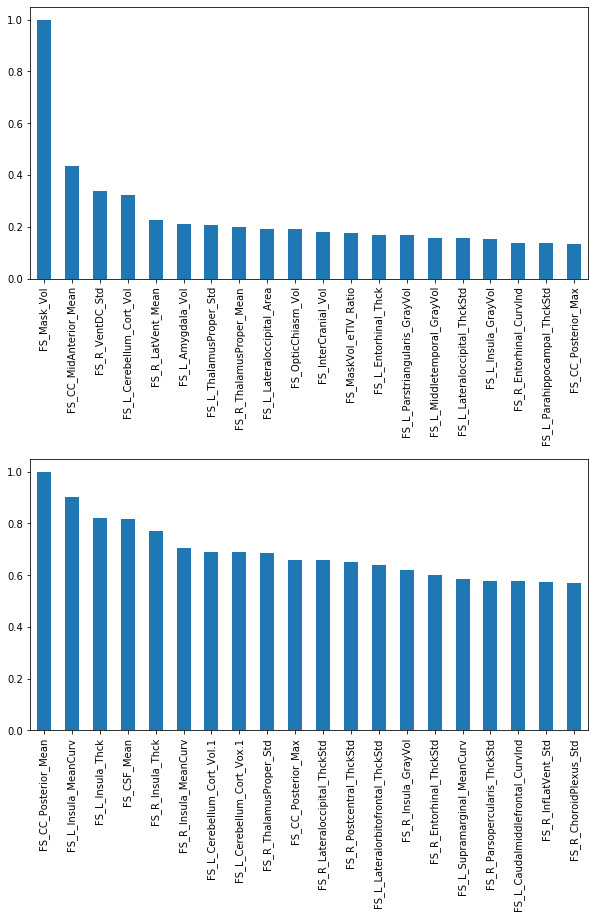 1.0
0.8
0.6
0.4
0.2
0.0
FS_Mask_Vol
FS_CC_MidAnterior_Mean
FS_R_VentDC_Std
FS_L_Cerebellum_Cort_Vol
FS_R_LatVent_Mean
FS_L_Amygdala_Vol
FS_L_ThalamusProper_Std
FS_R_ThalamusProper_Mean
FS_L_Lateraloccipital_Area
FS_OpticChiasm_Vol
FS_InterCranial_Vol
FS_MaskVol_eTIV_Ratio
FS_L_Entorhinal_Thck
FS_L_Parstriangularis_GrayVol
FS_L_Middletemporal_GrayVol
FS_L_Lateraloccipital_ThckStd
FS_L_Insula_GrayVol
FS_R_Entorhinal_CurvInd
FS_L_Parahippocampal_ThckStd
FS_CC_Posterior_Max
1.0
0.8
0.6
0.4
0.2
0.0
FS_CC_Posterior_Mean
FS_L_Insula_MeanCurv
FS_L_Insula_Thck
FS_CSF_Mean
FS_R_Insula_Thck
FS_R_Insula_MeanCurv
FS_L_Cerebellum_Cort_Vol.1
FS_L_Cerebellum_Cort_Vox.1
FS_R_ThalamusProper_Std
FS_CC_Posterior_Max
FS_R_Lateraloccipital_ThckStd
FS_R_Postcentral_ThckStd
FS_L_Lateralorbitofrontal_ThckStd
FS_R_Insula_GrayVol
FS_R_Entorhinal_ThckStd
FS_L_Supramarginal_MeanCurv
FS_R_Parsopercularis_ThckStd
FS_L_Caudalmiddlefrontal_CurvInd
FS_R_InfLatVent_Std
FS_R_ChoroidPlexus_Std